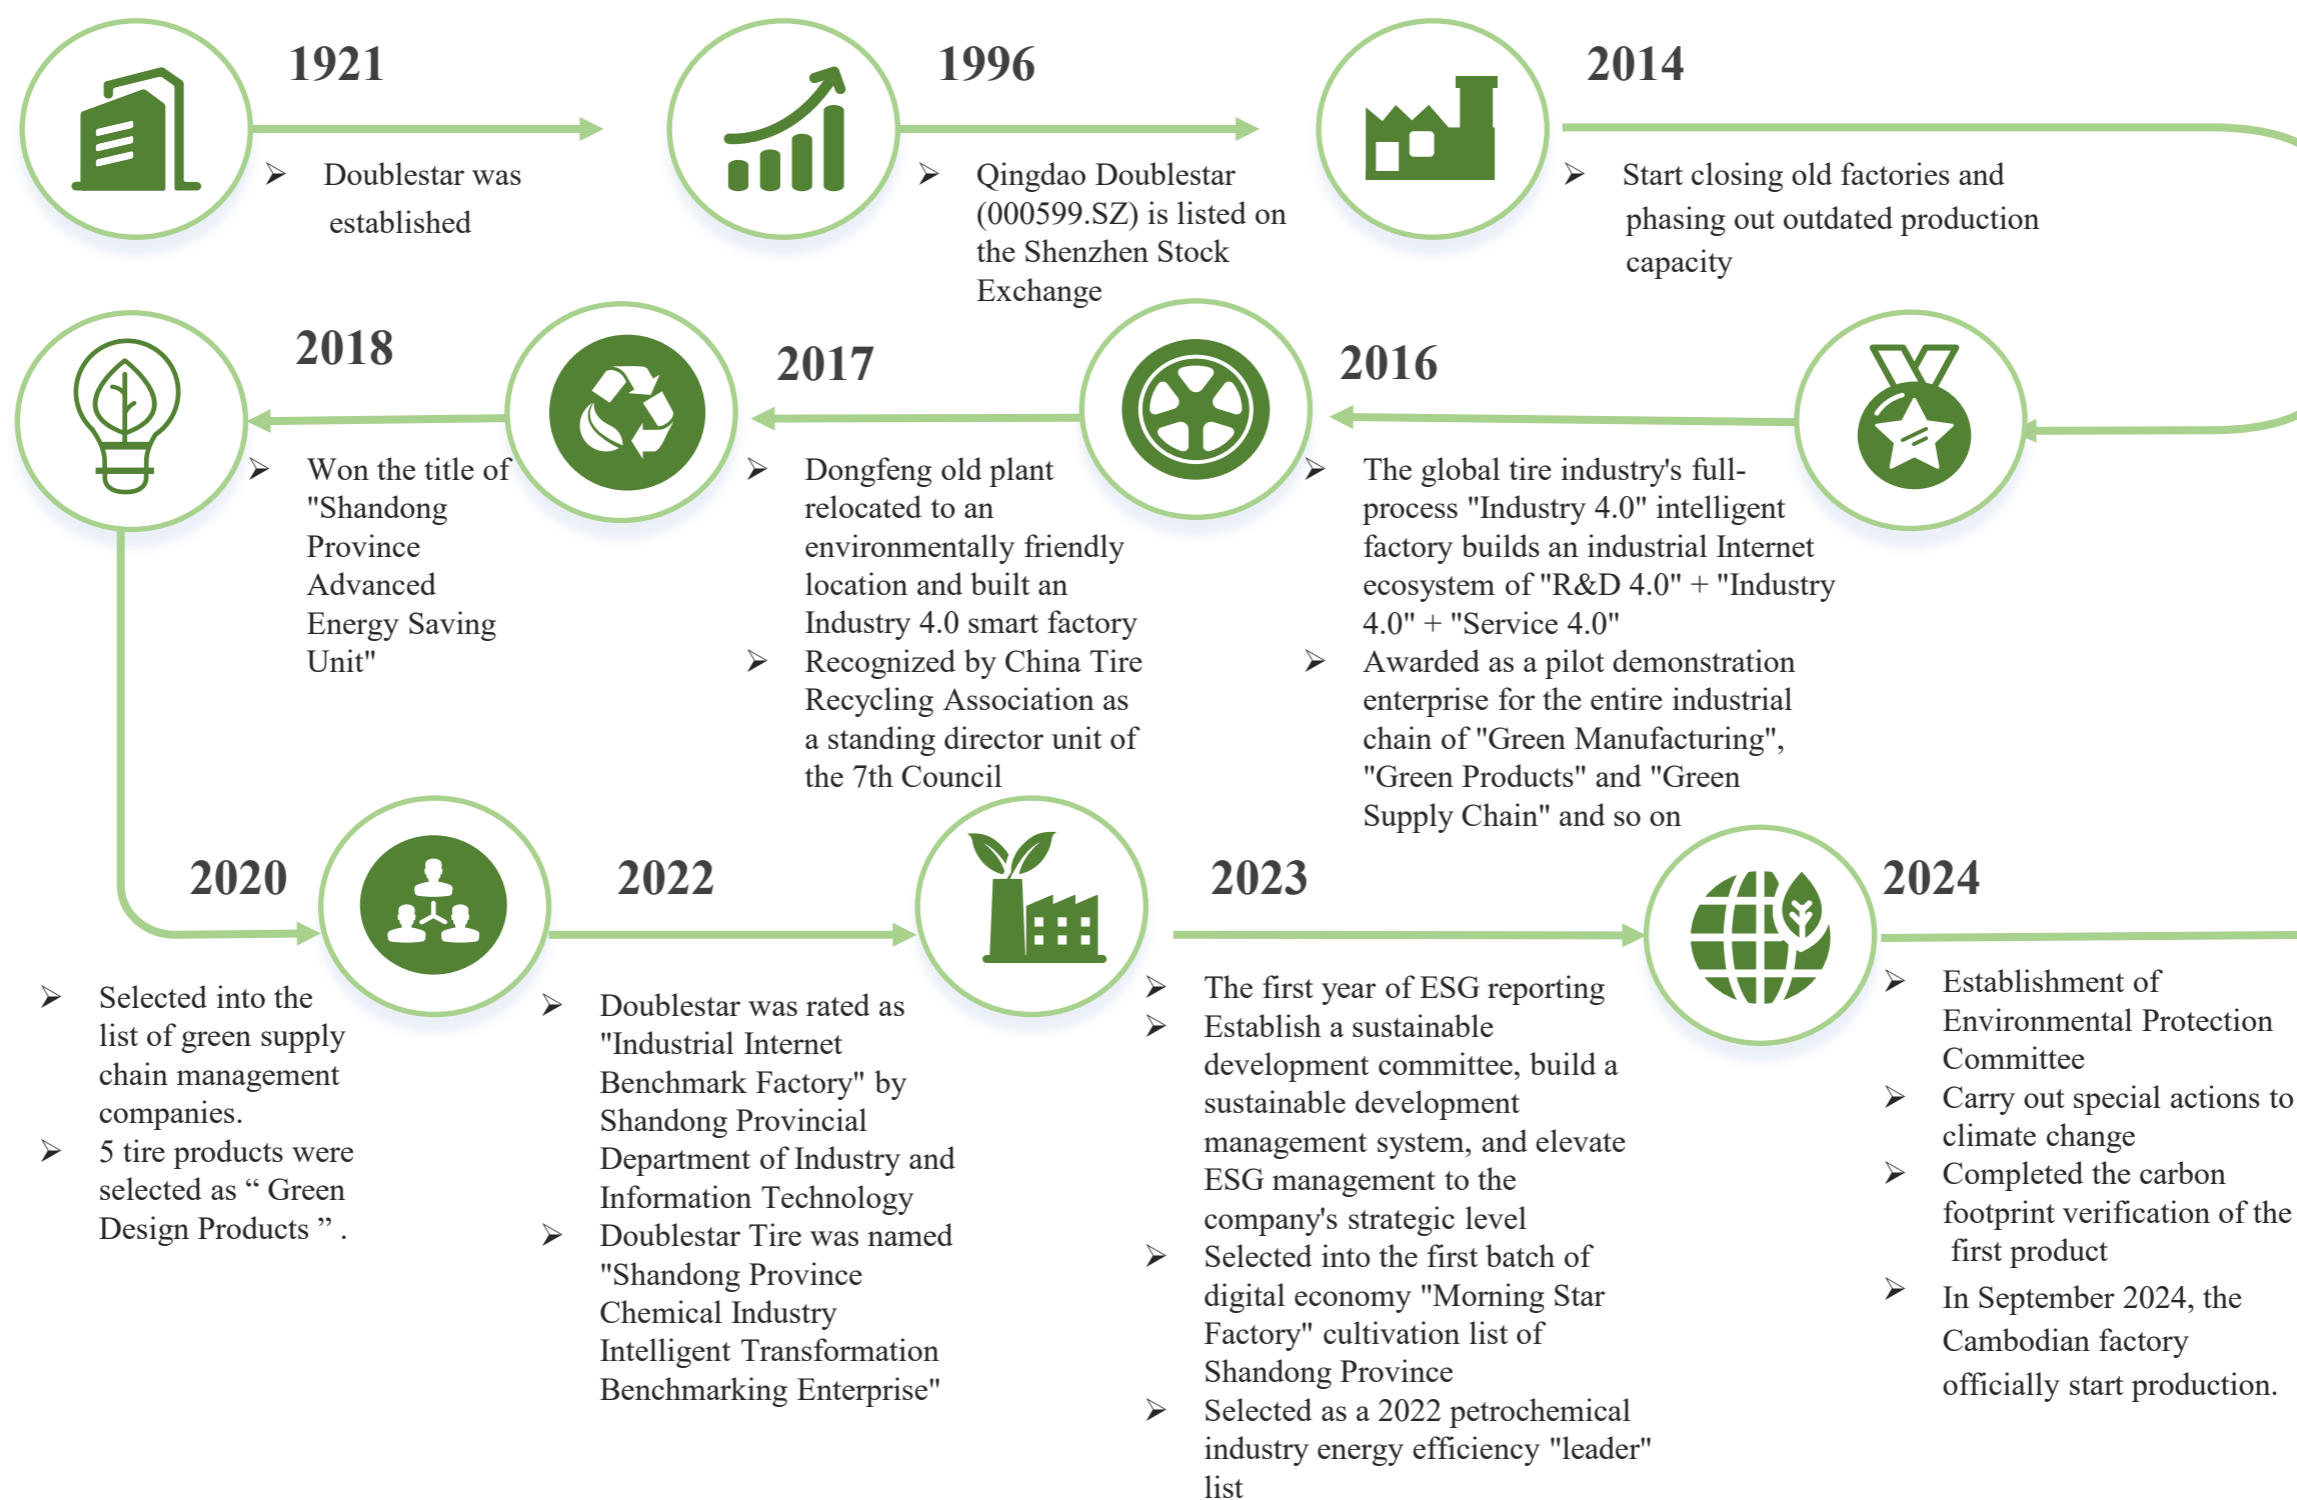 1921
Doublestar was
established
1996
Qingdao Doublestar
(000599.SZ) is listed on
the Shenzhen Stock
Exchange
2014
Start closing old factories and
phasing out outdated production
capacity
2016
The global tire industry's full-
process "Industry 4.0" intelligent
factory builds an industrial Internet
ecosystem of "R&D 4.0" + "Industry
4.0" + "Service 4.0"
Awarded as a pilot demonstration
enterprise for the entire industrial
chain of "Green Manufacturing",
"Green Products" and "Green
Supply Chain" and so on
2017
Dongfeng old plant
relocated to an
environmentally friendly
location and built an
Industry 4.0 smart factory
Recognized by China Tire
Recycling Association as
a standing director unit of
the 7th Council
2018
Won the title of
"Shandong
Province
Advanced
Energy Saving
Unit"
2020
Selected into the
list of green supply
chain management
companies.
5 tire products were
selected as “ Green
Design Products ” .
2022
Doublestar was rated as
"Industrial Internet
Benchmark Factory" by
Shandong Provincial
Department of Industry and
Information Technology
Doublestar Tire was named
"Shandong Province
Chemical Industry
Intelligent Transformation
Benchmarking Enterprise"
2023
The first year of ESG reporting
Establish a sustainable
development committee, build a
sustainable development
management system, and elevate
ESG management to the
company's strategic level
Selected into the first batch of
digital economy "Morning Star
Factory" cultivation list of
Shandong Province
Selected as a 2022 petrochemical
industry energy efficiency "leader"
list
2024
Establishment of
Environmental Protection
Committee
Carry out special actions to
climate change
Completed the carbon
footprint verification of the
first product
In September 2024, the
Cambodian factory
officially start production.